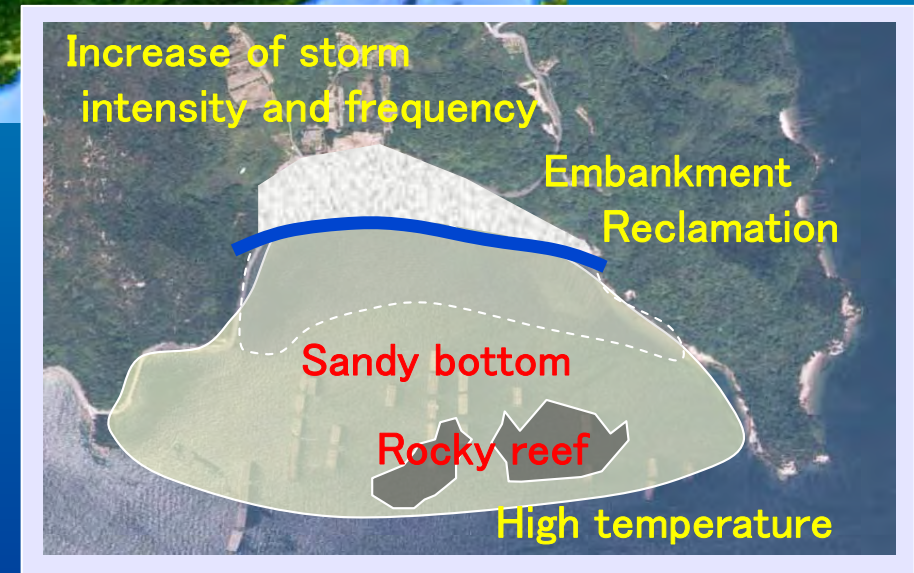 Increase of storm
intensity and frequency
Embankment
Reclamation
Sandy bottom
Rocky reef
High temperature